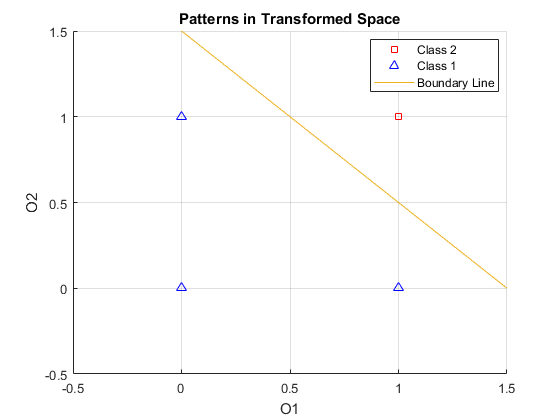 Patterns in Transformed Space
Class 2
Class 1
Boundary Line
1.5
1
0.5
0
-0.5
O2
-0.5
0
0.5
1
1.5
O1